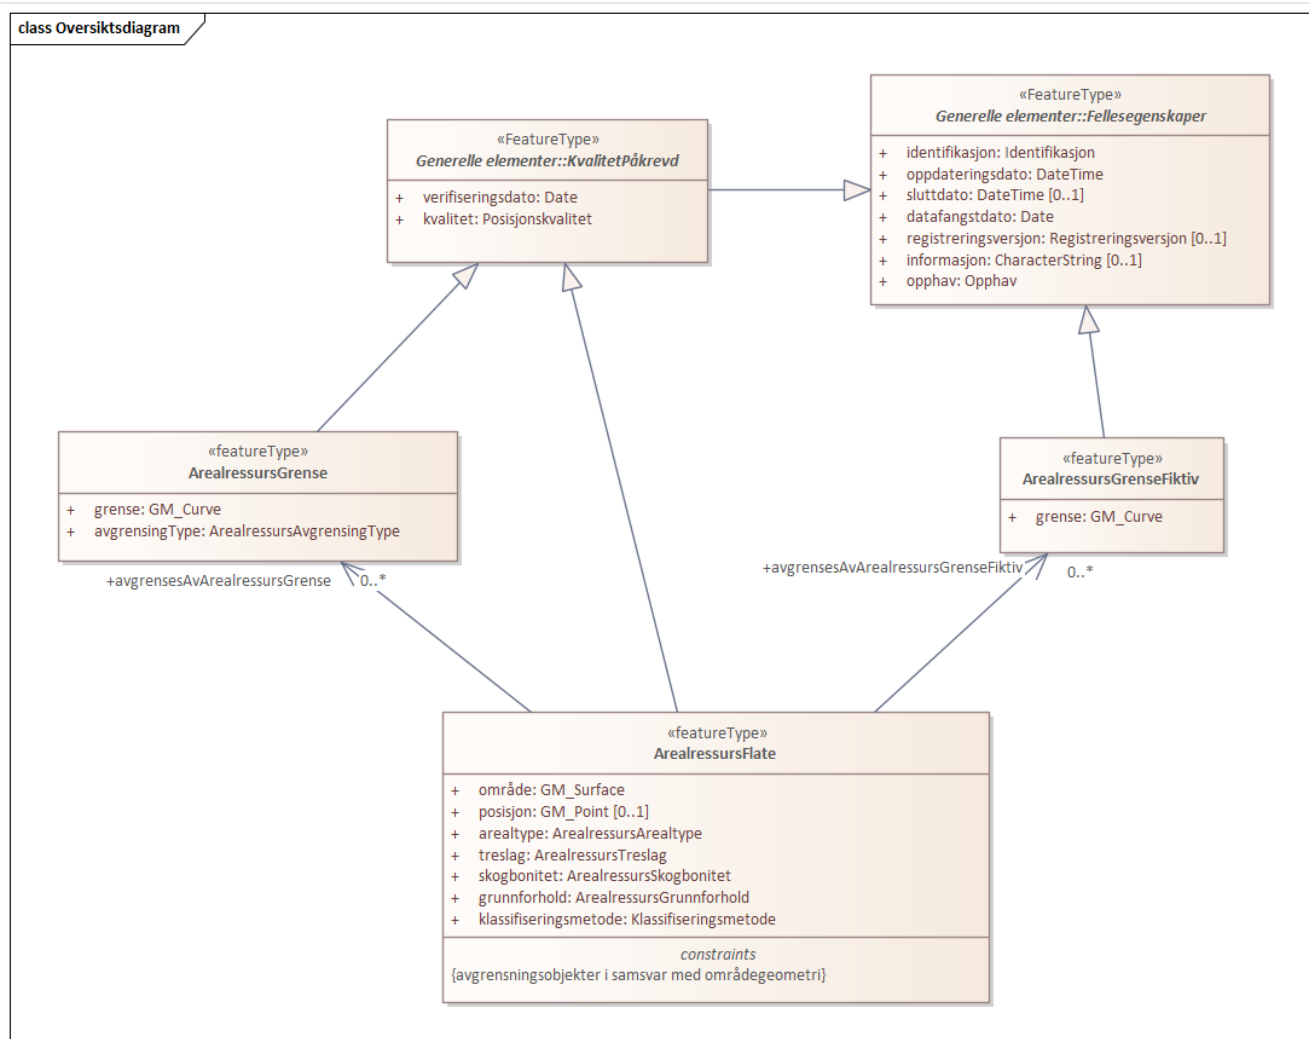 class Oversiktsdiagram
«FeatureType»
Generelle elementer::KvalitetPåkrevd
+ verifiseringsdato: Date
+ kvalitet: Posisjonskvalitet
«FeatureType»
Generelle elementer::Fellesegenskaper
+ identifikasjon: Identifikasjon
+ oppdateringsdato: DateTime
+ sluttdato: DateTime [0..1]
+ datafangstdato: Date
+ registreringsversjon: Registreringsversjon [0..1]
+ informasjon: CharacterString [0..1]
+ opphav: Opphav
«featureType»
ArealressursGrense
+ grense: GM_Curve
+ avgrensingType: ArealressursAvgrensingType
«featureType»
ArealressursGrenseFiktiv
+ grense: GM_Curve
+avgrensesAvArealressursGrense
0..*
+avgrensesAvArealressursGrenseFiktiv
0..*
«featureType»
ArealressursFlate
+ område: GM_Surface
+ posisjon: GM_Point [0..1]
+ arealtype: ArealressursArealtype
+ treslag: ArealressursTreslag
+ skogbonitet: ArealressursSkogbonitet
+ grunnforhold: ArealressursGrunnforhold
+ klassifiseringsmetode: Klassifiseringsmetode
constraints
{avgrensningsobjekter i samsvar med områdegeometri}